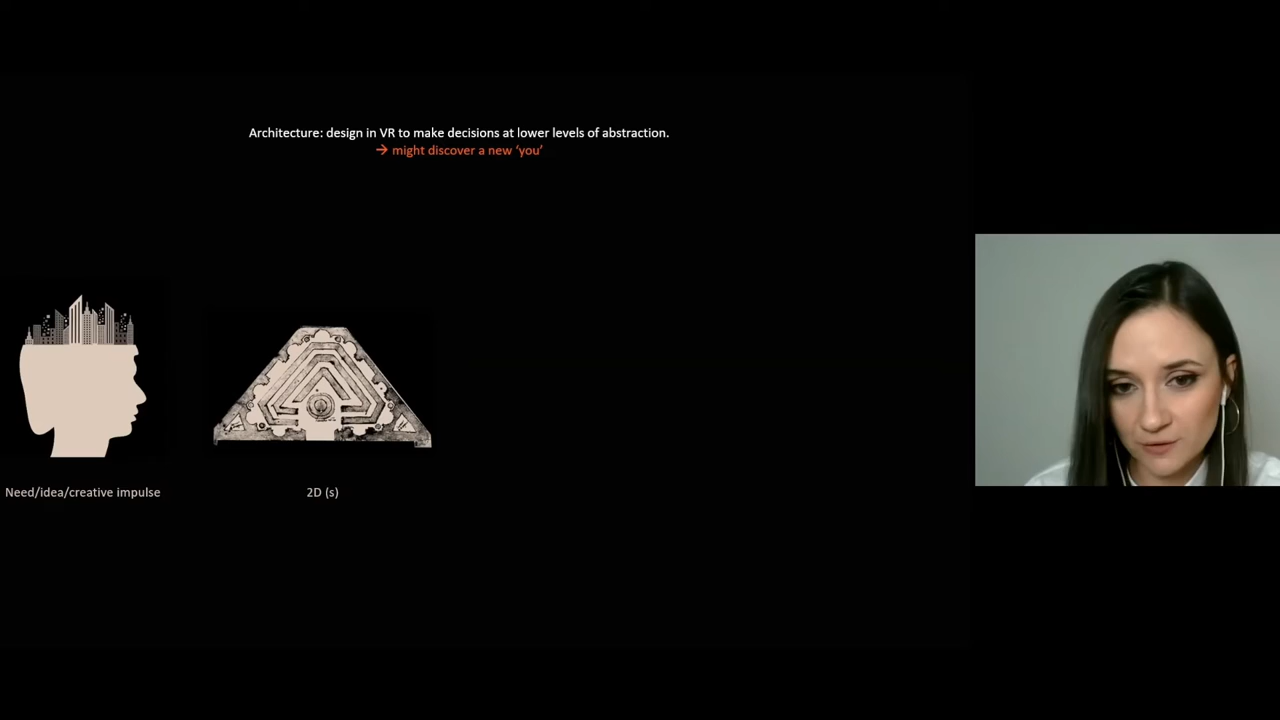 Architecture: design in VR to make decisions at lower levels of abstraction.
→ might discover a new ‘you’
Need/idea/creative impulse
2D (s)